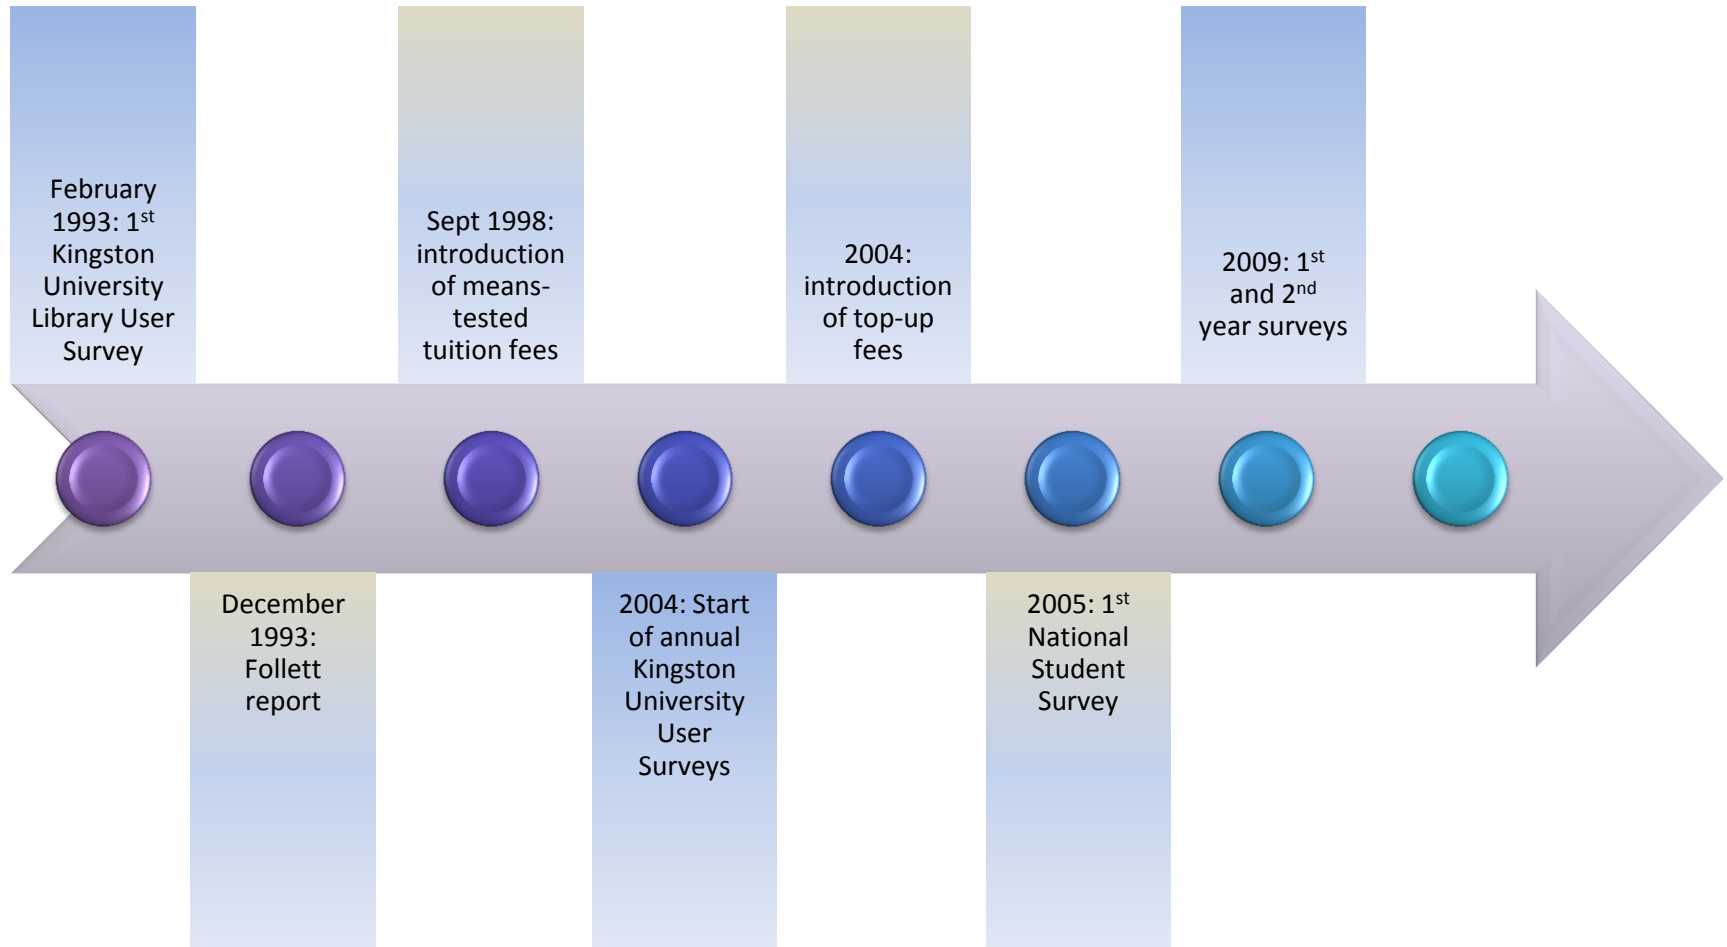 February
1993: 1st
Kingston
University
Library User
Survey
December
1993:
Follett
report
Sept 1998:
introduction
of means-
tested
tuition fees
2004: Start
of annual
Kingston
University
User
Surveys
2004:
introduction
of top-up
fees
2005: 1st
National
Student
Survey
2009: 1st
and 2nd
year surveys